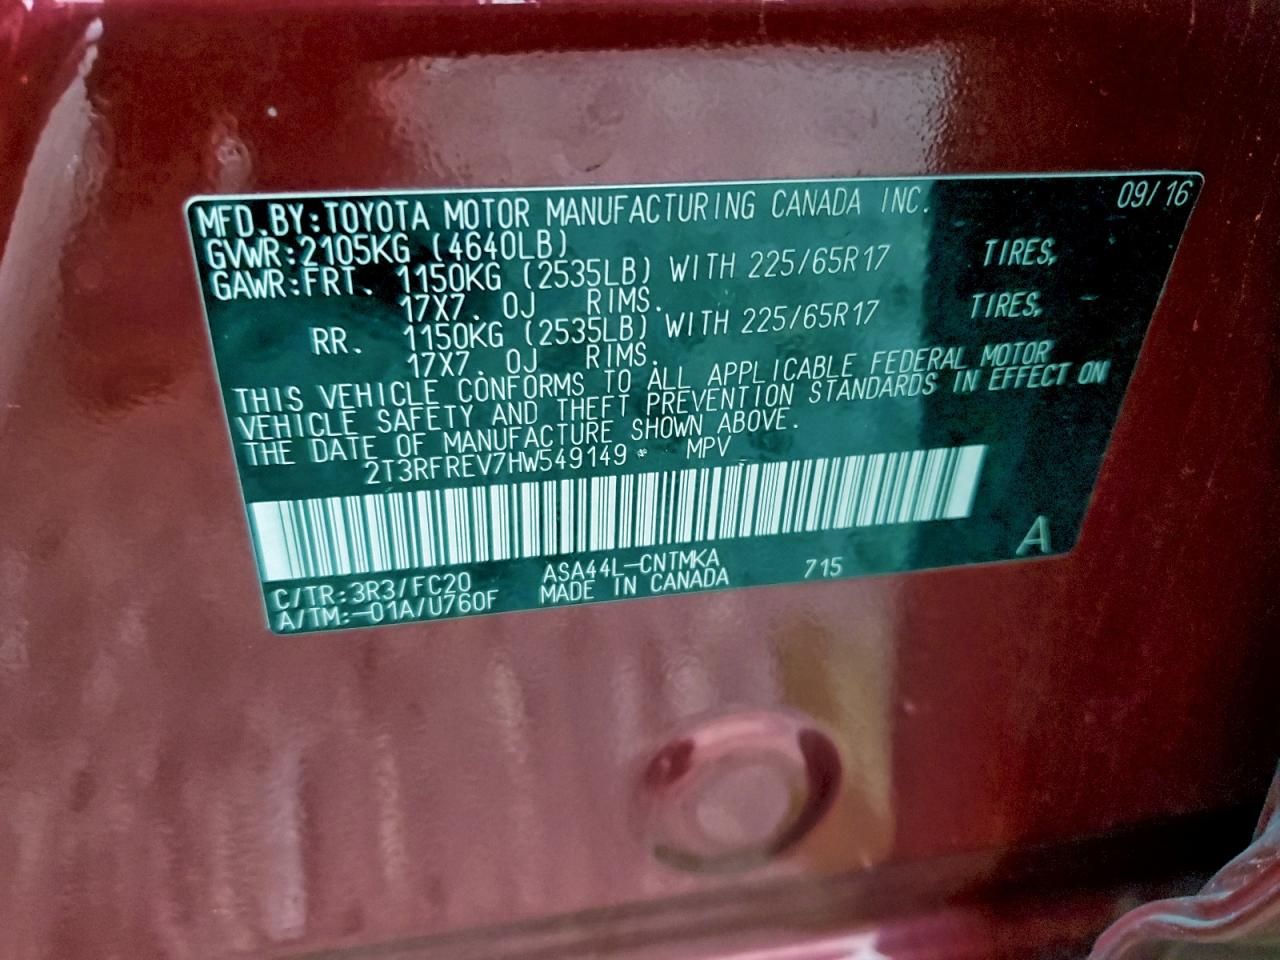 MFD.BY:TOYOTA MOTOR MANUFACTURING CANADA INC. 09/16
GVWR:2105KG (4640LB)
GAWR:FRT. 1150KG (2535LB) WITH 225/65R17 TIRES,
17X7. 0J RIMS.
RR. 1150KG (2535LB) WITH 225/65R17 TIRES,
17X7. 0J RIMS.
THIS VEHICLE CONFORMS TO ALL APPLICABLE FEDERAL MOTOR
VEHICLE SAFETY AND THEFT PREVENTION STANDARDS IN EFFECT ON
THE DATE OF MANUFACTURE SHOWN ABOVE.
2T3RFREV7HW549149 * MPV
A
C/TR:3R3/FC20 ASA44L-CNTMKA 715
A/TM:-01A/U760F MADE IN CANADA